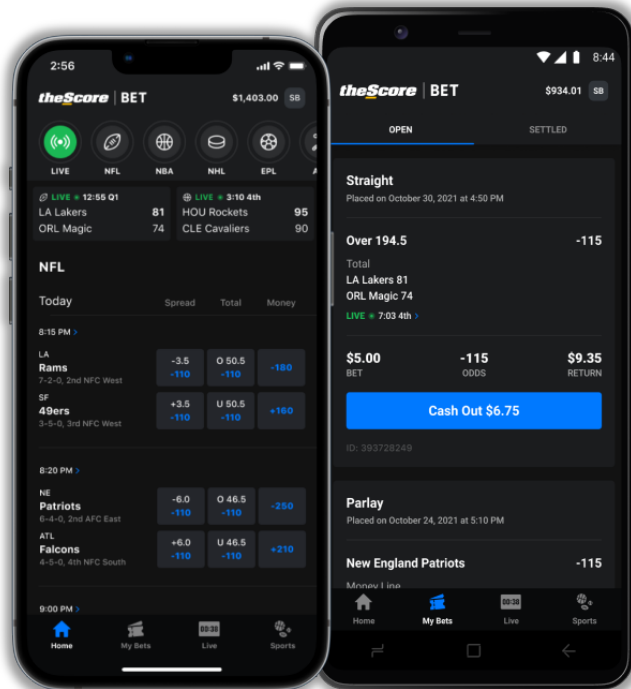 2:56
theScore | BET
$1,403.00 SB
LIVE NFL NBA NHL EPL
LIVE 12:55 Q1
LA Lakers 81
ORL Magic 74
LIVE 3:10 4th
HOU Rockets 95
CLE Cavaliers 90
NFL
Today Spread Total Money
8:15 PM >
LA
Rams
7-2-0, 2nd NFC West
-3.5 O 50.5
-110 -110 -180
SF
49ers
3-5-0, 3rd NFC West
+3.5 U 50.5
-110 -110 +160
8:20 PM >
NE
Patriots
6-4-0, 2nd AFC East
-6.0 O 46.5
-110 -110 -250
ATL
Falcons
4-5-0, 4th NFC South
+6.0 U 46.5
-110 -110 +210
9:00 PM >
00:30
Home My Bets Live Sports
8:44
theScore | BET
$934.01 SB
OPEN SETTLED
Straight
Placed on October 30, 2021 at 4:50 PM
Over 194.5 -115
Total
LA Lakers 81
ORL Magic 74
LIVE 7:03 4th >
$5.00 -115 $9.35
BET ODDS RETURN
Cash Out $6.75
ID: 393728249
Parlay
Placed on October 24, 2021 at 5:10 PM
New England Patriots -115
Money Line
00:30
Home My Bets Live Sports